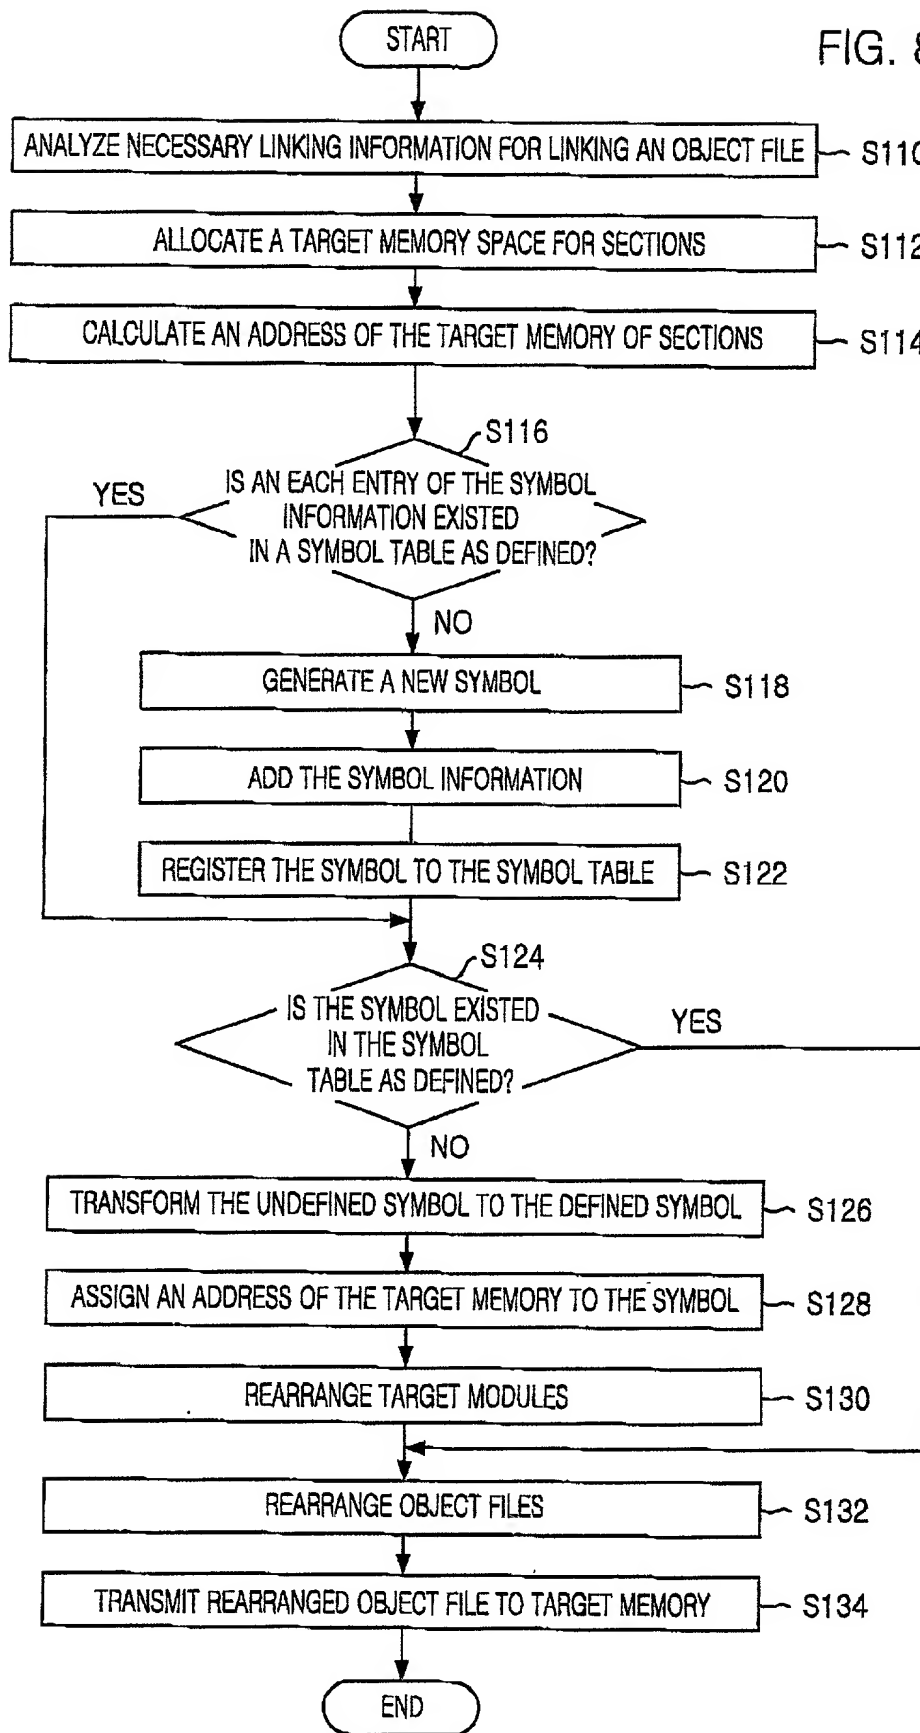 START
FIG. 8
ANALYZE NECESSARY LINKING INFORMATION FOR LINKING AN OBJECT FILE
S110
ALLOCATE A TARGET MEMORY SPACE FOR SECTIONS
S112
CALCULATE AN ADDRESS OF THE TARGET MEMORY OF SECTIONS
S114
S116
YES
IS AN EACH ENTRY OF THE SYMBOL
INFORMATION EXISTED
IN A SYMBOL TABLE AS DEFINED?
NO
GENERATE A NEW SYMBOL
S118
ADD THE SYMBOL INFORMATION
S120
REGISTER THE SYMBOL TO THE SYMBOL TABLE
S122
S124
IS THE SYMBOL EXISTED
IN THE SYMBOL
TABLE AS DEFINED?
YES
NO
TRANSFORM THE UNDEFINED SYMBOL TO THE DEFINED SYMBOL
S126
ASSIGN AN ADDRESS OF THE TARGET MEMORY TO THE SYMBOL
S128
REARRANGE TARGET MODULES
S130
REARRANGE OBJECT FILES
S132
TRANSMIT REARRANGED OBJECT FILE TO TARGET MEMORY
S134
END